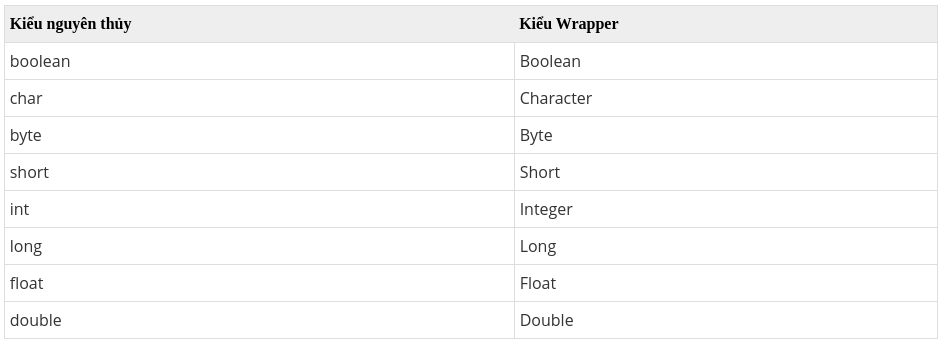 Kiểu nguyên thủy Kiểu Wrapper
boolean Boolean
char Character
byte Byte
short Short
int Integer
long Long
float Float
double Double